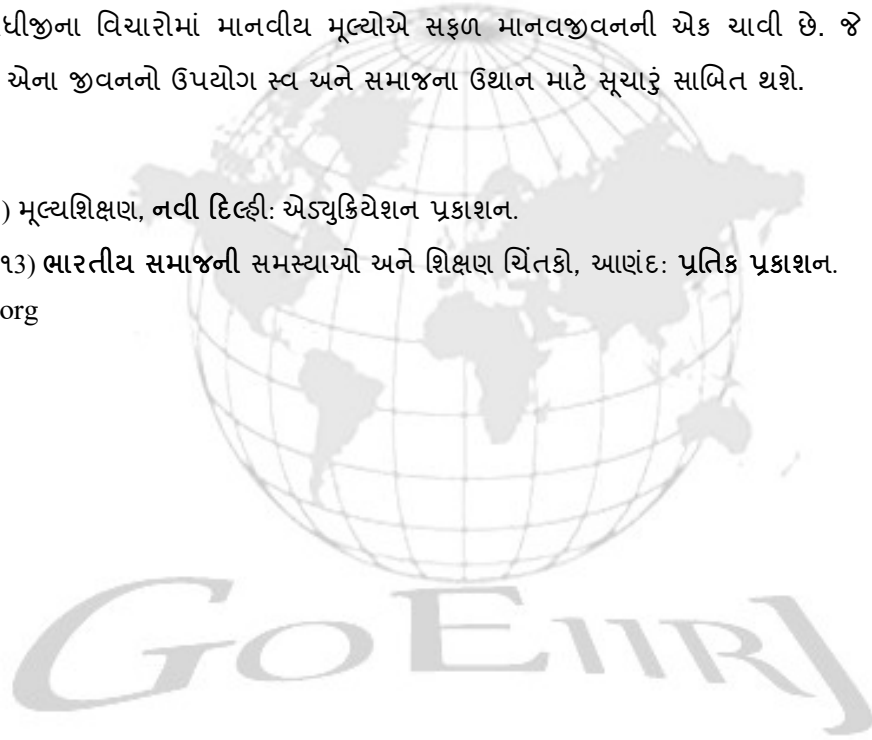 ધીજીના વિચારોમાં માનવીય મૂલ્યોએ સફળ માનવજીવનની એક ચાવી છે. જે
એના જીવનનો ઉપયોગ સ્વ અને સમાજના ઉથાન માટે સૂચારું સાબિત થશે.
) મૂલ્યશિક્ષણ, નવી દિલ્હી: એડ્યુક્રિયેશન પ્રકાશન.
૧3) ભારતીય સમાજની સમસ્યાઓ અને શિક્ષણ ચિંતકો, આણંદ: પ્રતિક પ્રકાશન.
org
GOEIIRJ